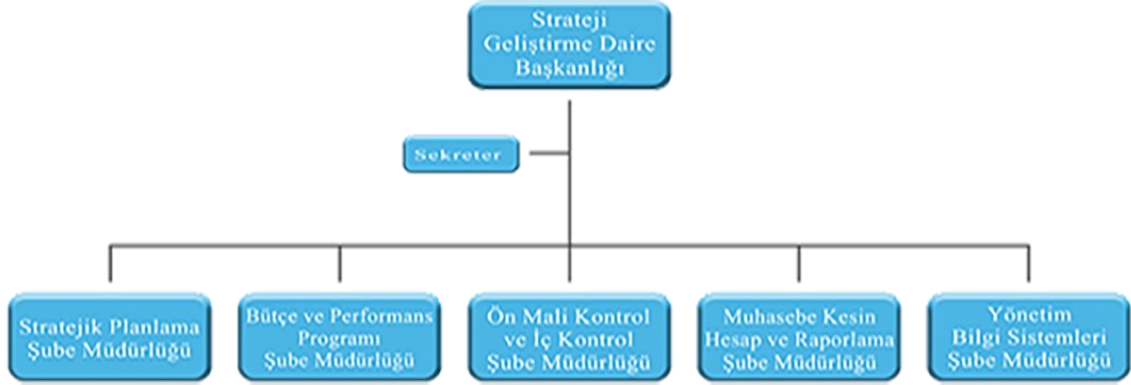 Strateji
Geliştirme Daire
Başkanlığı
Sekreter
Stratejik Planlama
Şube Müdürlüğü
Bütçe ve Performans
Programı
Şube Müdürlüğü
Ön Mali Kontrol
ve İç Kontrol
Şube Müdürlüğü
Muhasebe Kesin
Hesap ve Raporlama
Şube Müdürlüğü
Yönetim
Bilgi Sistemleri
Şube Müdürlüğü